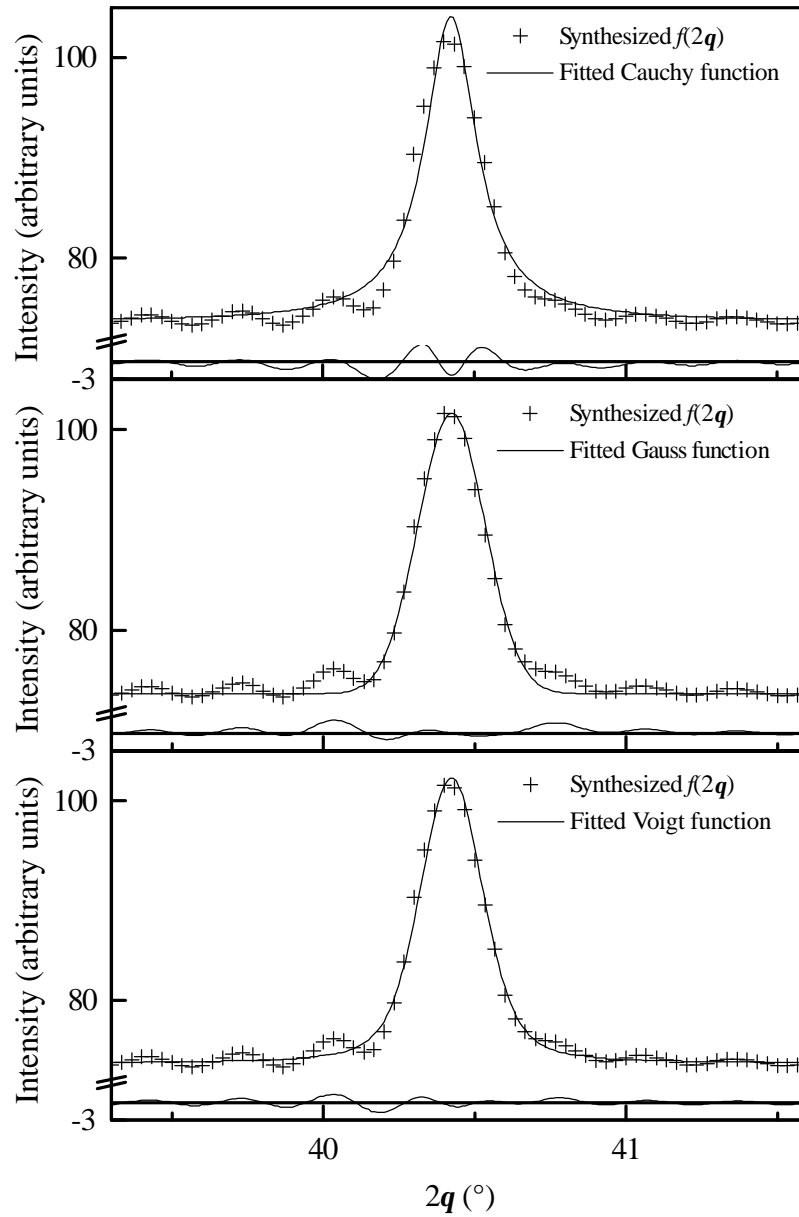 Intensity (arbitrary units)
100
80
-3
+ Synthesized f(2q)
Fitted Cauchy function
Intensity (arbitrary units)
100
80
-3
+ Synthesized f(2q)
Fitted Gauss function
Intensity (arbitrary units)
100
80
-3
+ Synthesized f(2q)
Fitted Voigt function
40 41
2q (°)